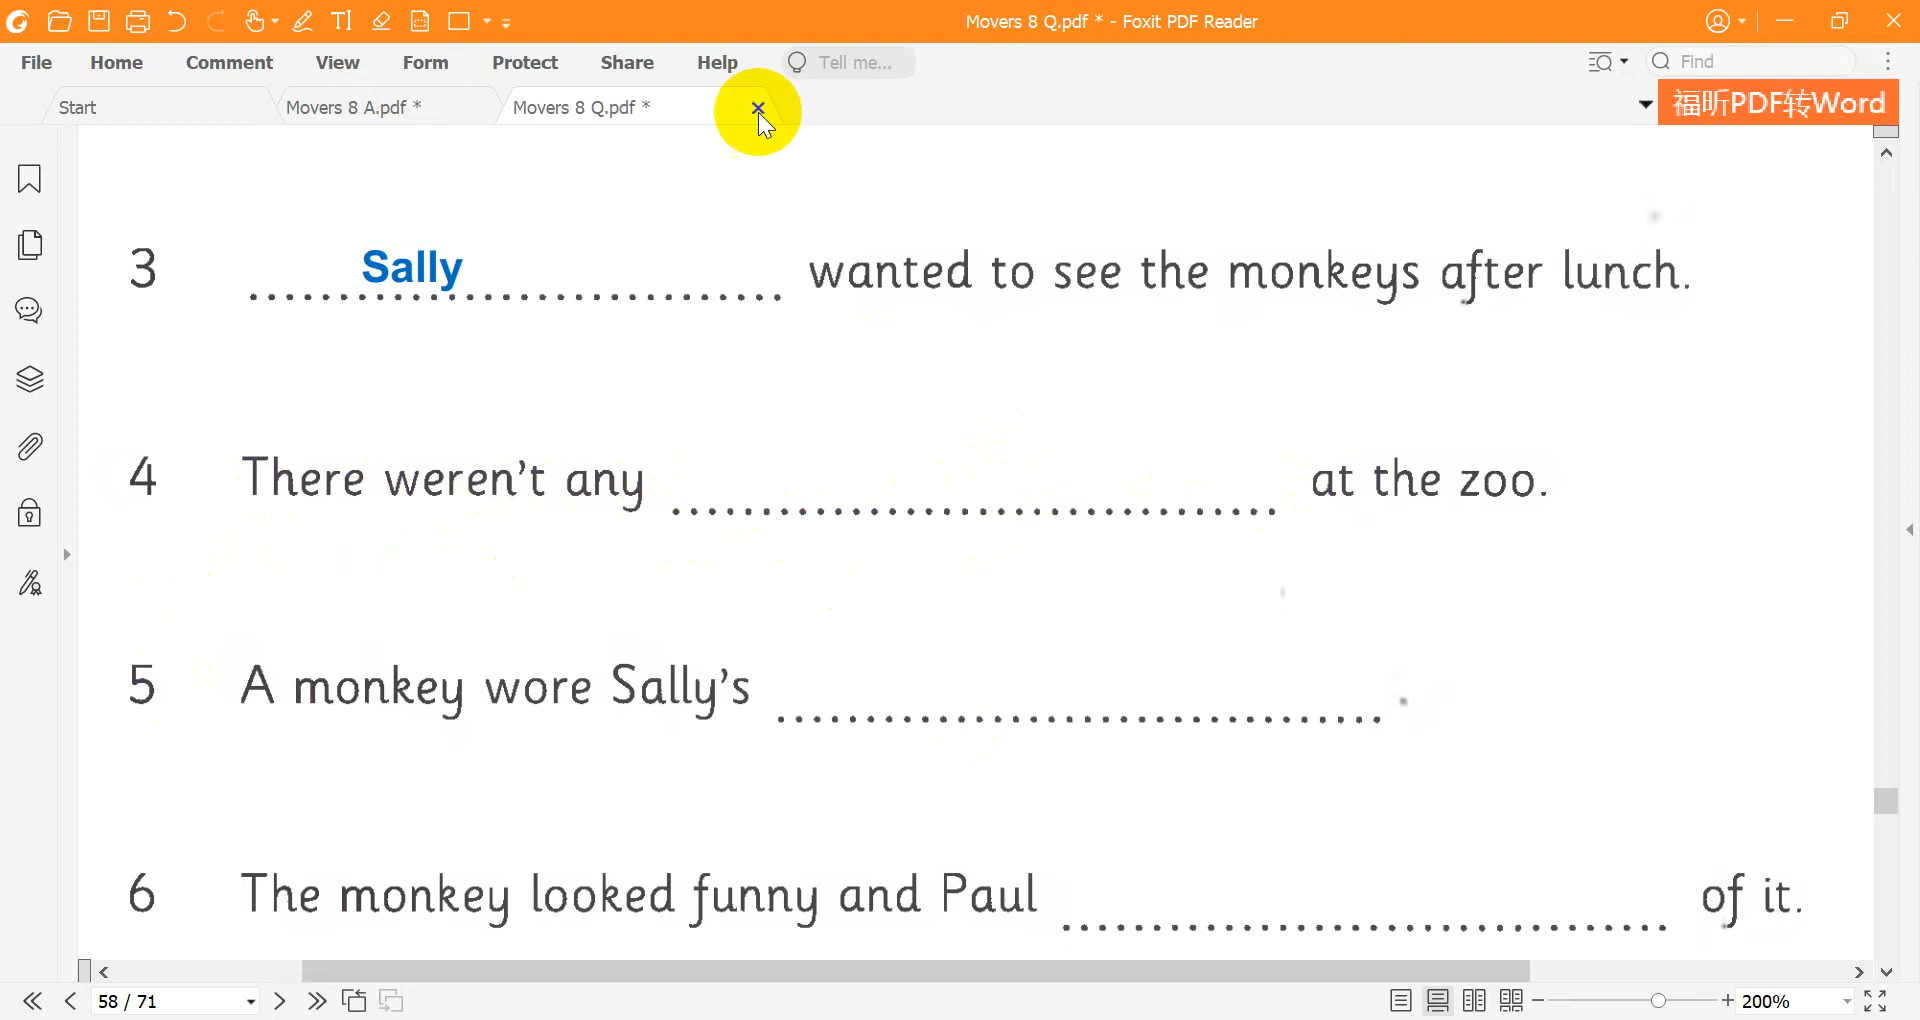 Movers 8 Q.pdf * - Foxit PDF Reader
File Home Comment View Form Protect Share Help Tell me... Find
Start Movers 8 A.pdf * Movers 8 Q.pdf * 福昕PDF转Word
3 Sally wanted to see the monkeys after lunch.
4 There weren't any at the zoo.
5 A monkey wore Sally's .
6 The monkey looked funny and Paul of it.
58 / 71 200%